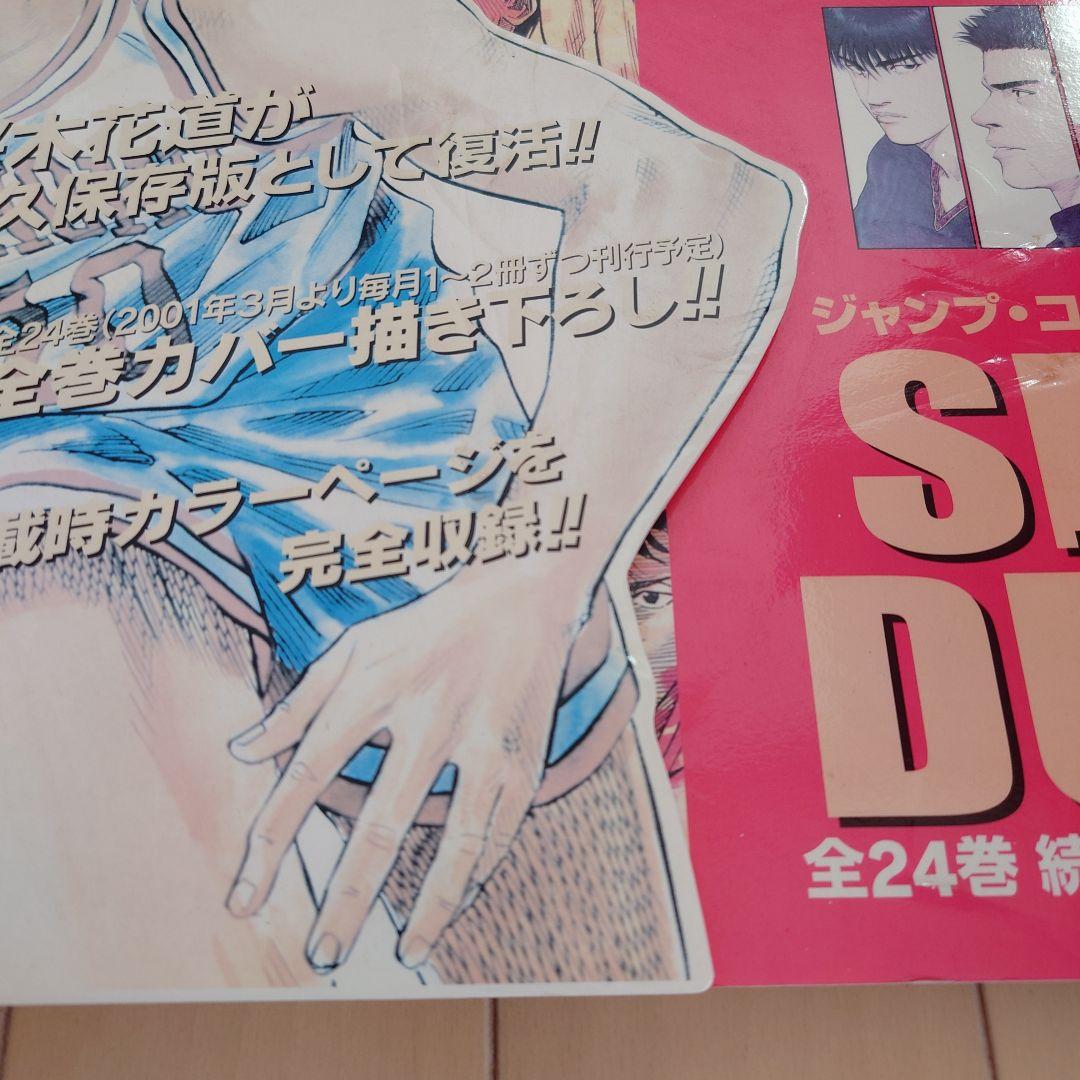 木花道が
久保存版として復活!!
全24巻(2001年3月より毎月1〜2冊ずつ刊行予定)
全巻カバー描き下ろし!!
載時カラーページを
完全収録!!
ジャンプ・コ
S
DU
全24巻 続